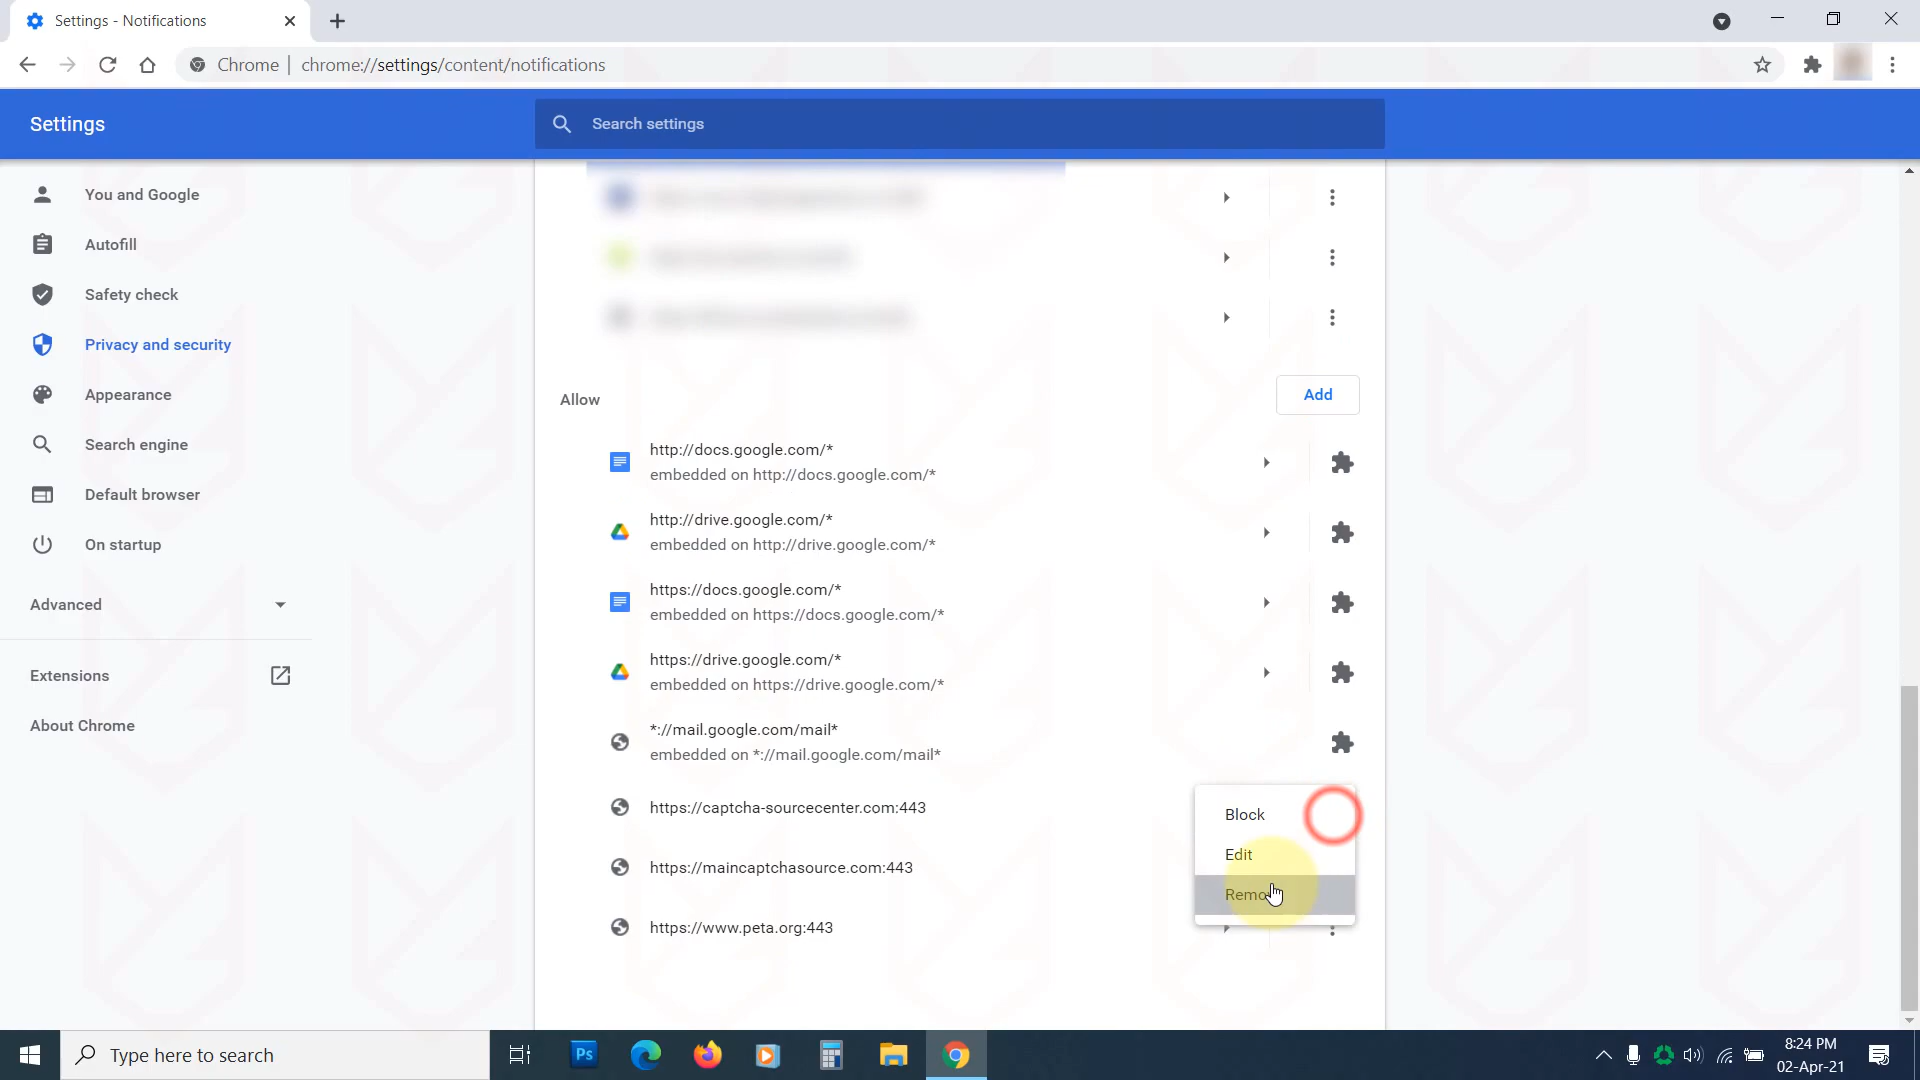 Settings - Notifications
Chrome | chrome://settings/content/notifications
Settings
Search settings
You and Google
Autofill
Safety check
Privacy and security
Appearance
Search engine
Default browser
On startup
Advanced
Extensions
About Chrome
Allow
Add
http://docs.google.com/*
embedded on http://docs.google.com/*
http://drive.google.com/*
embedded on http://drive.google.com/*
https://docs.google.com/*
embedded on https://docs.google.com/*
https://drive.google.com/*
embedded on https://drive.google.com/*
*://mail.google.com/mail*
embedded on *://mail.google.com/mail*
https://captcha-sourcecenter.com:443
https://maincaptchasource.com:443
https://www.peta.org:443
Block
Edit
Remo
Type here to search
Ps
8:24 PM
02-Apr-21